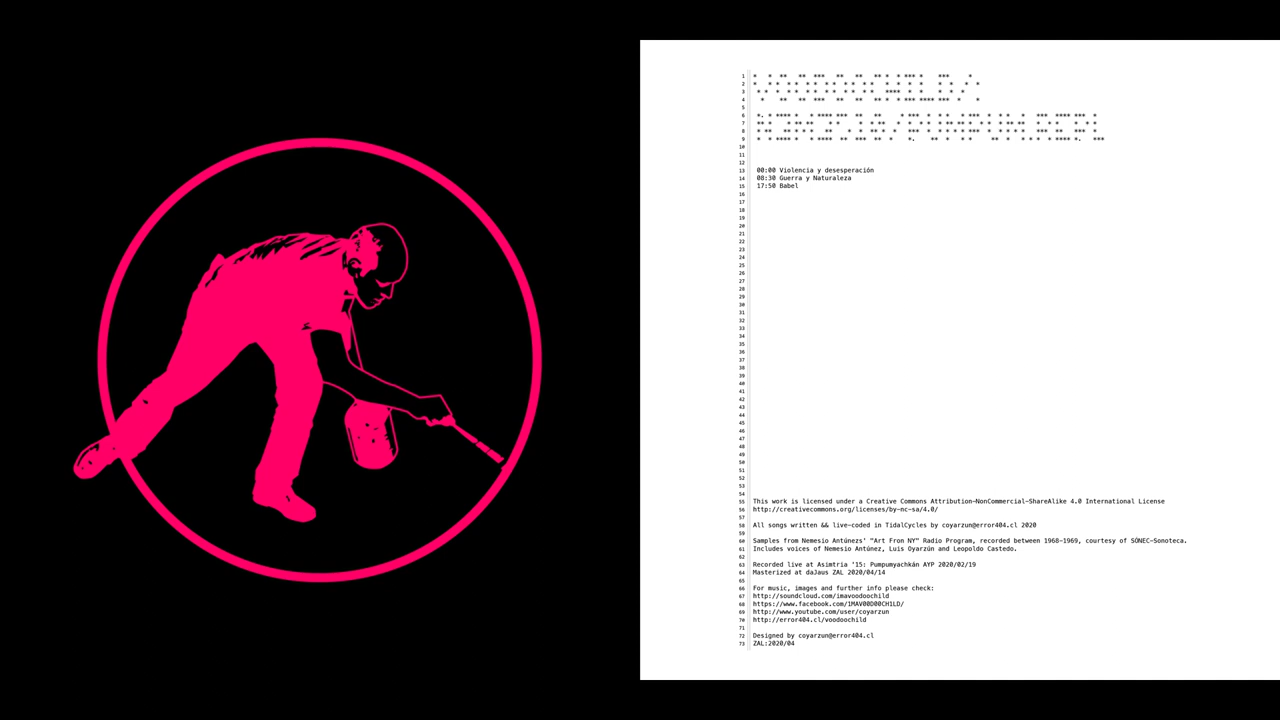 00:00 Violencia y desesperación
08:30 Guerra y Naturaleza
17:50 Babel
This work is licensed under a Creative Commons Attribution-NonCommercial-ShareAlike 4.0 International License
http://creativecommons.org/licenses/by-nc-sa/4.0/
All songs written && live-coded in TidalCycles by coyarzun@error404.cl 2020
Samples from Nemesio Antúnezs' "Art Fron NY" Radio Program, recorded between 1968-1969, courtesy of SÓNEC-Sonoteca.
Includes voices of Nemesio Antúnez, Luis Oyarzún and Leopoldo Castedo.
Recorded live at Asimtria '15: Pumpumyachkán AYP 2020/02/19
Masterized at daJaus ZAL 2020/04/14
For music, images and further info please check:
http://soundcloud.com/imavoodoochild
https://www.facebook.com/1MAV00D00CH1LD/
http://www.youtube.com/user/coyarzun
http://error404.cl/voodoochild
Designed by coyarzun@error404.cl
ZAL:2020/04